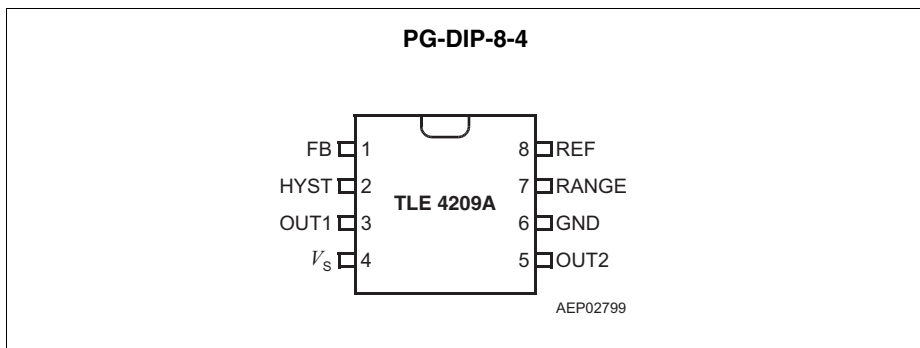 PG-DIP-8-4
FB 1 8 REF
HYST 2 7 RANGE
TLE 4209A
OUT1 3 6 GND
VS 4 5 OUT2
AEP02799